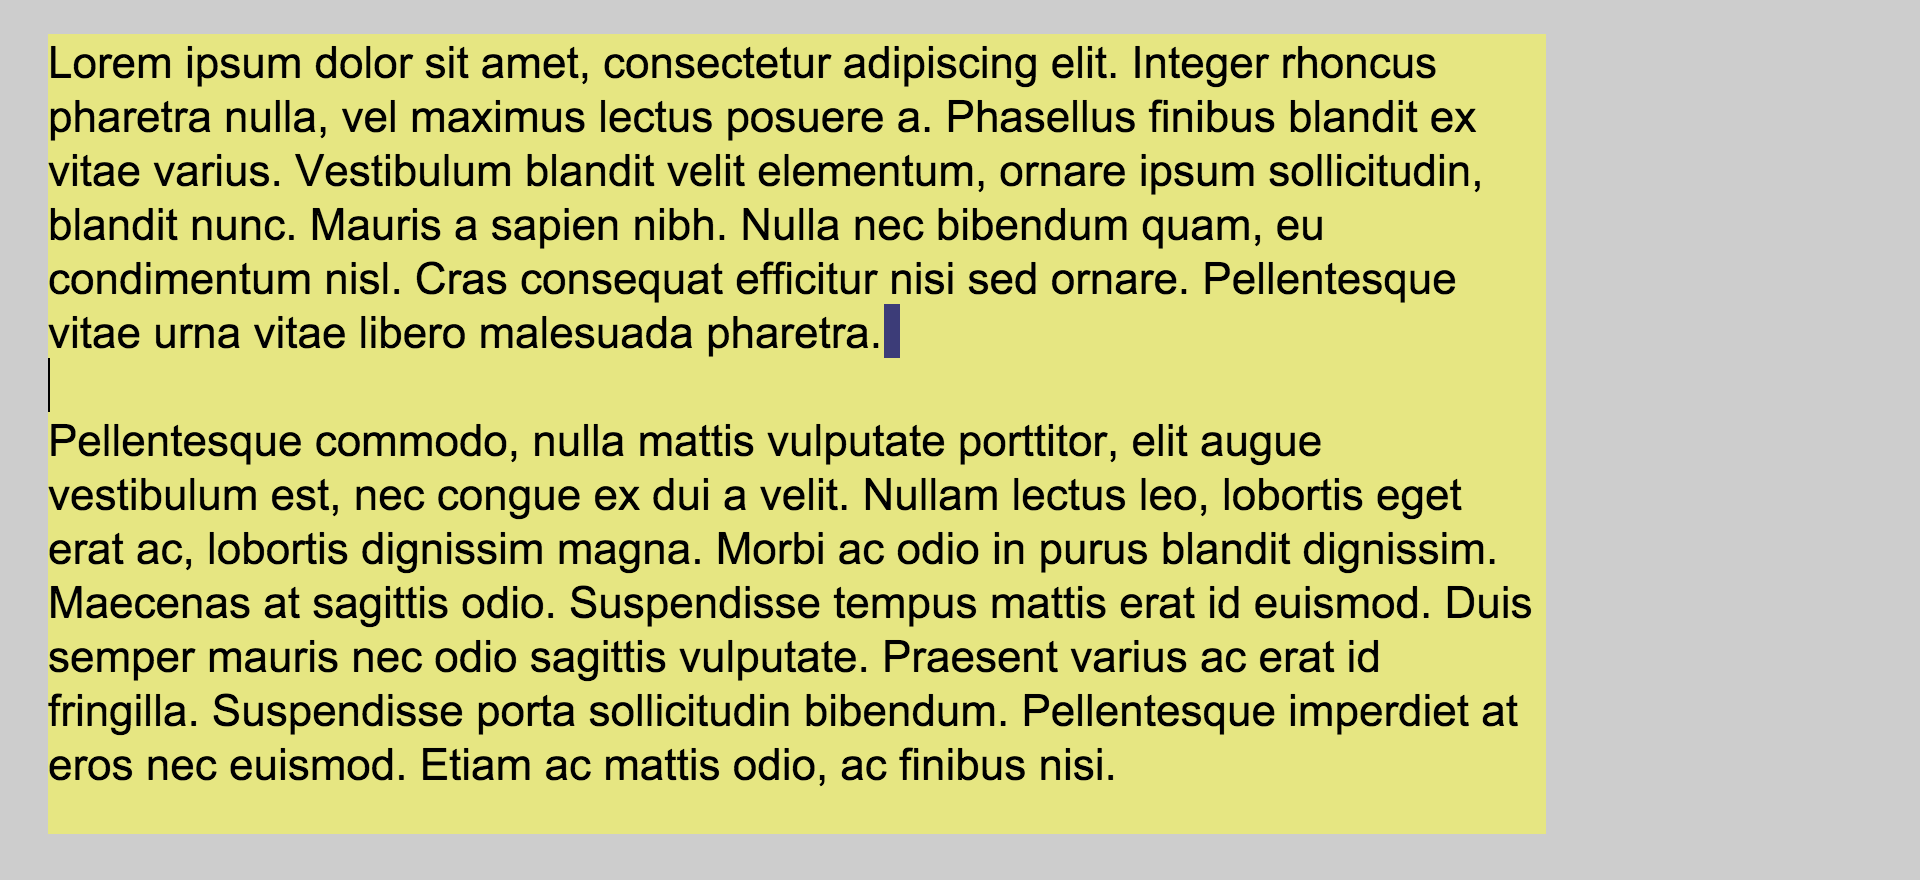 Lorem ipsum dolor sit amet, consectetur adipiscing elit. Integer rhoncus
pharetra nulla, vel maximus lectus posuere a. Phasellus finibus blandit ex
vitae varius. Vestibulum blandit velit elementum, ornare ipsum sollicitudin,
blandit nunc. Mauris a sapien nibh. Nulla nec bibendum quam, eu
condimentum nisl. Cras consequat efficitur nisi sed ornare. Pellentesque
vitae urna vitae libero malesuada pharetra.
Pellentesque commodo, nulla mattis vulputate porttitor, elit augue
vestibulum est, nec congue ex dui a velit. Nullam lectus leo, lobortis eget
erat ac, lobortis dignissim magna. Morbi ac odio in purus blandit dignissim.
Maecenas at sagittis odio. Suspendisse tempus mattis erat id euismod. Duis
semper mauris nec odio sagittis vulputate. Praesent varius ac erat id
fringilla. Suspendisse porta sollicitudin bibendum. Pellentesque imperdiet at
eros nec euismod. Etiam ac mattis odio, ac finibus nisi.